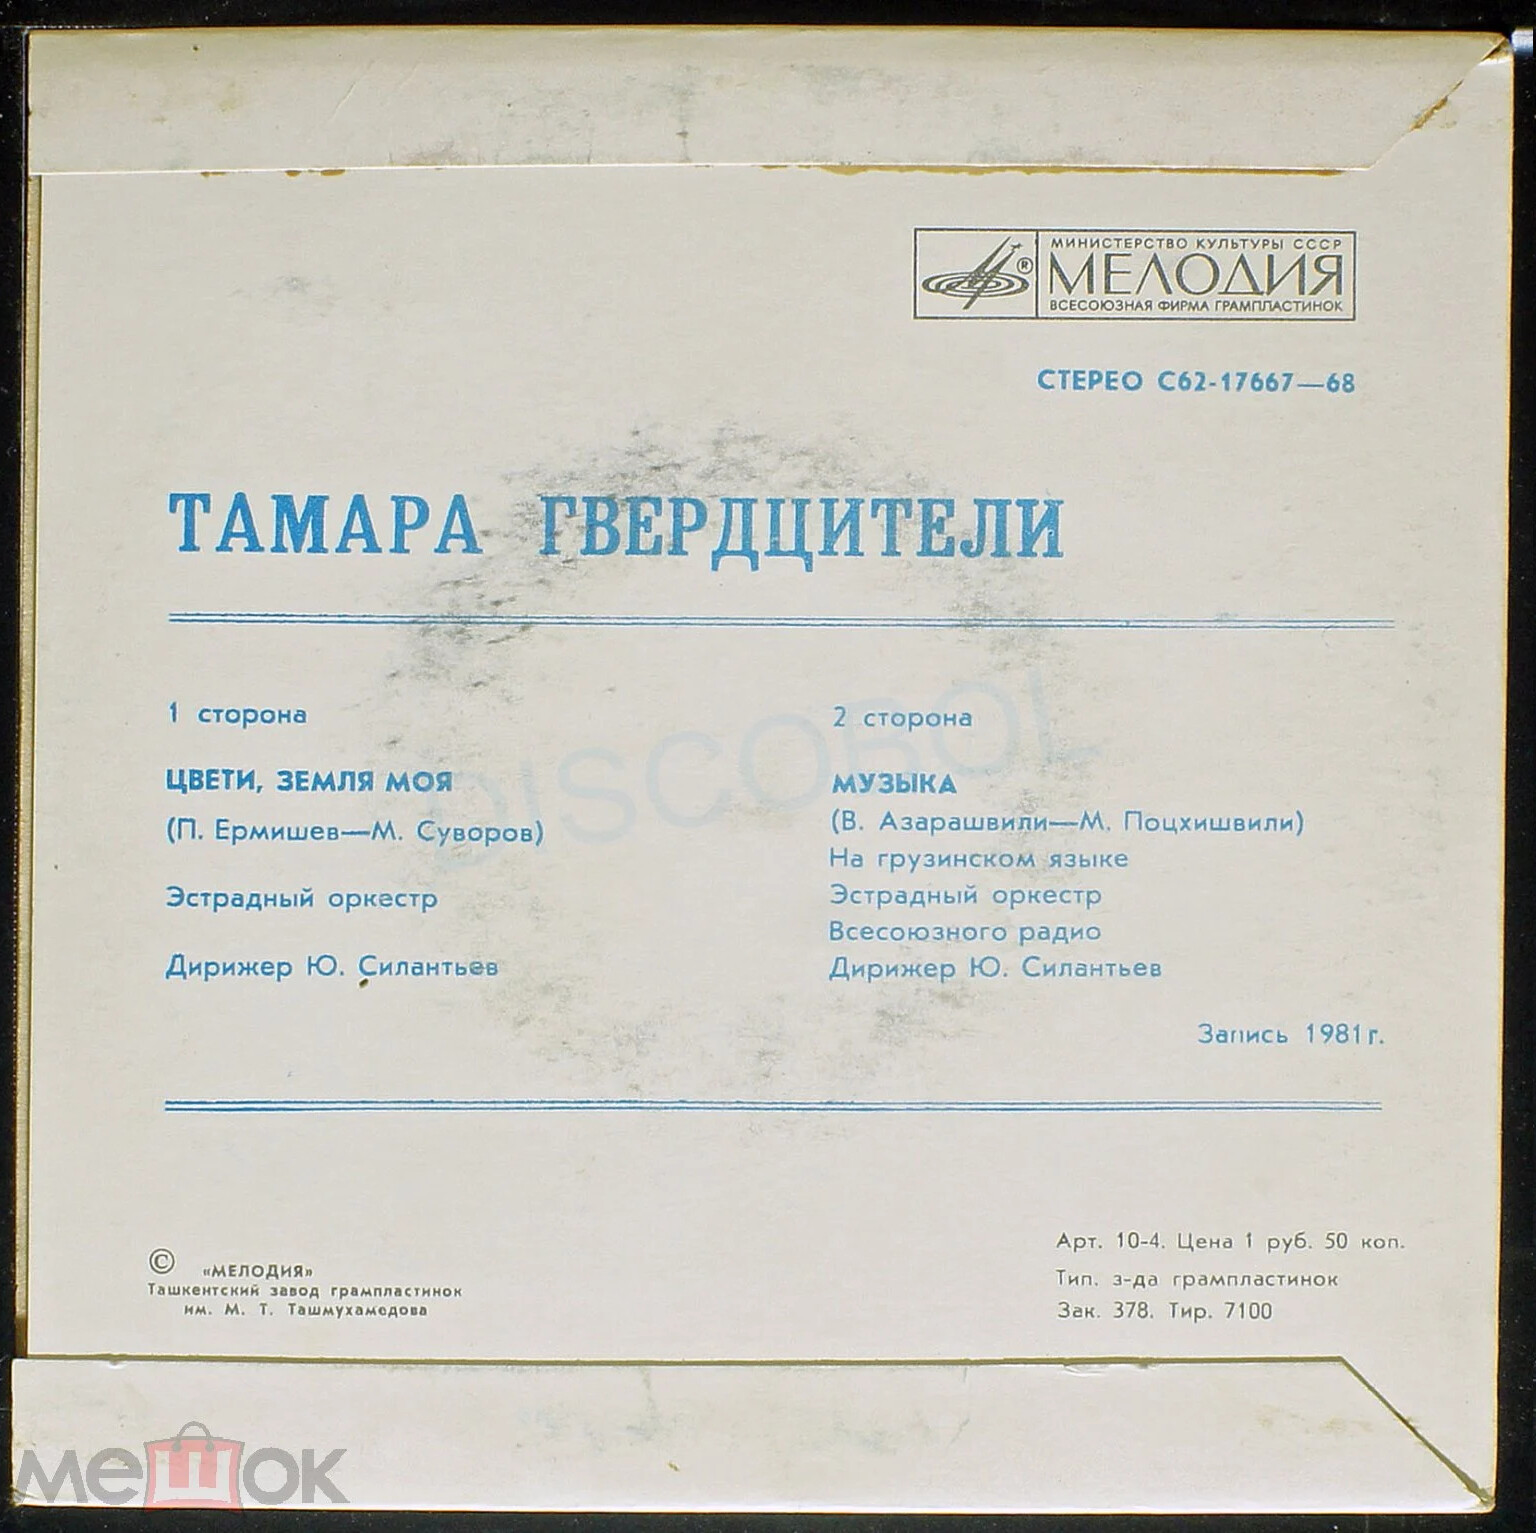 МИНИСТЕРСТВО КУЛЬТУРЫ СССР
МЕЛОДИЯ
®
ВСЕСОЮЗНАЯ ФИРМА ГРАМПЛАСТИНОК
СТЕРЕО С62-17667—68
ТАМАРА ГВЕРДЦИТЕЛИ
1 сторона
ЦВЕТИ, ЗЕМЛЯ МОЯ
(П. Ермишев—М. Суворов)
Эстрадный оркестр
Дирижер Ю. Силантьев
2 сторона
МУЗЫКА
(В. Азарашвили—М. Поцхишвили)
На грузинском языке
Эстрадный оркестр
Всесоюзного радио
Дирижер Ю. Силантьев
Запись 1981 г.
DISCOBOL
© «МЕЛОДИЯ»
Ташкентский завод грампластинок
им. М. Т. Ташмухамедова
Арт. 10-4. Цена 1 руб. 50 коп.
Тип. з-да грампластинок
Зак. 378. Тир. 7100
мешок